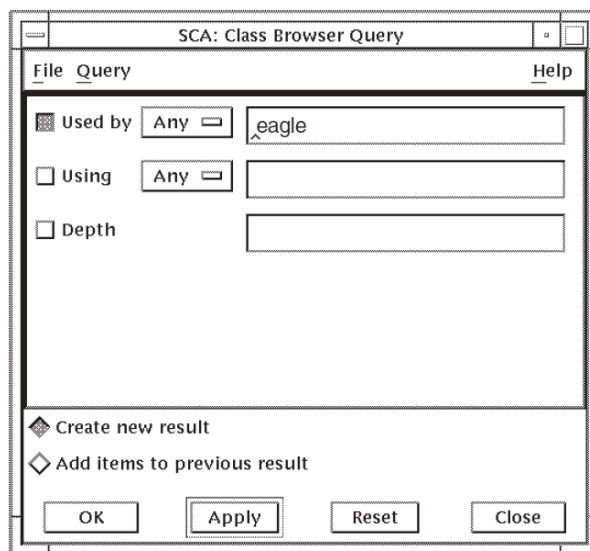 SCA: Class Browser Query
File Query Help
Used by Any eagle
Using Any
Depth
Create new result
Add items to previous result
OK Apply Reset Close